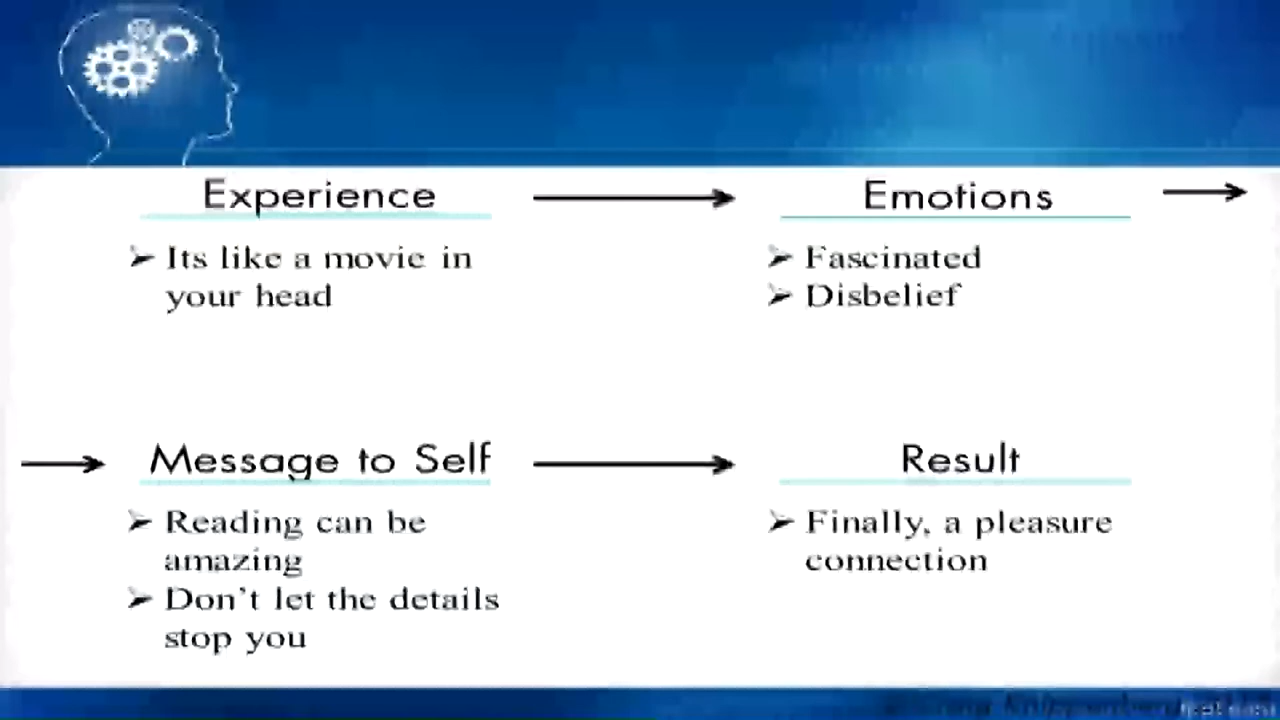 Experience
Emotions
Its like a movie in
your head
Fascinated
Disbelief
Message to Self
Result
Reading can be
amazing
Don't let the details
stop you
Finally, a pleasure
connection